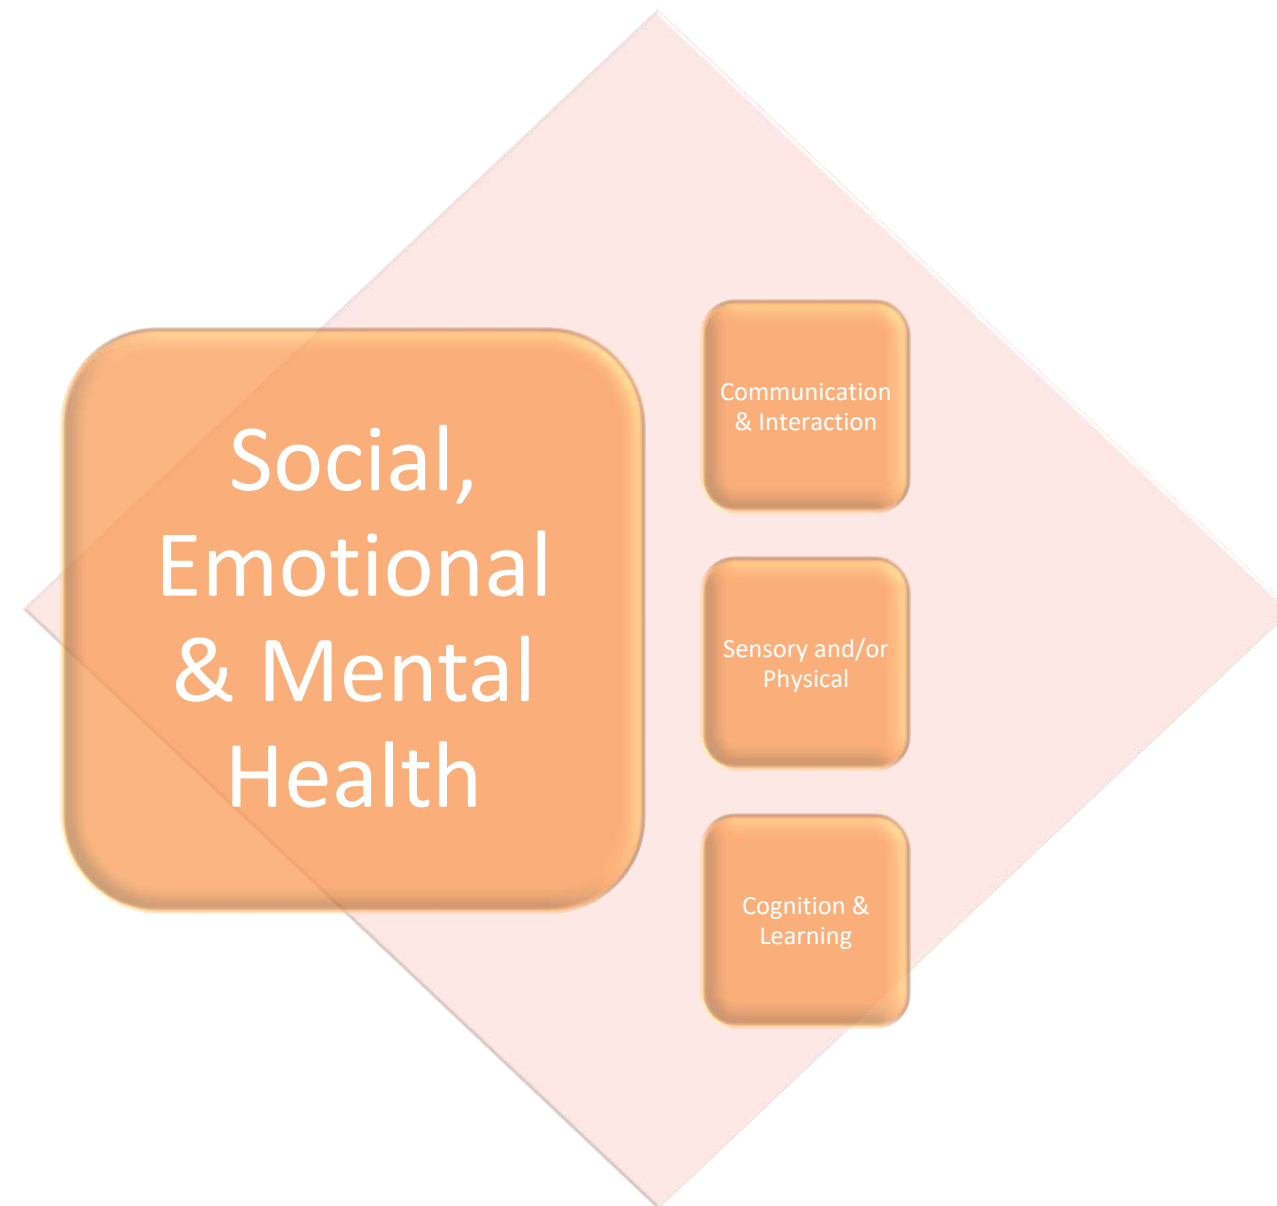 Social,
Emotional
& Mental
Health
Communication
& Interaction
Sensory and/or
Physical
Cognition &
Learning